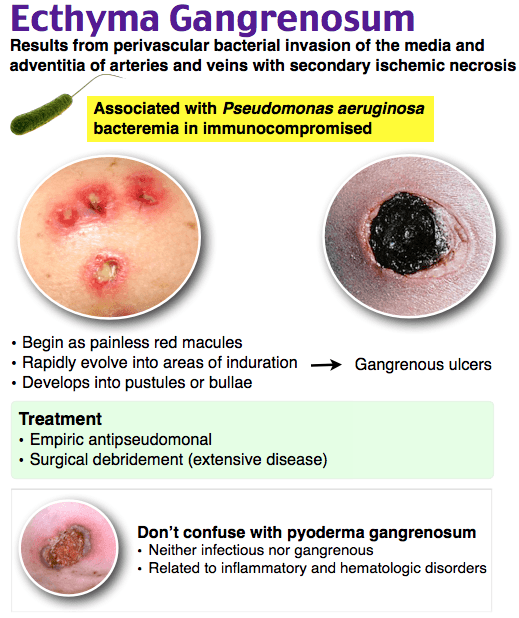 Ecthyma Gangrenosum
Results from perivascular bacterial invasion of the media and
adventitia of arteries and veins with secondary ischemic necrosis
Associated with Pseudomonas aeruginosa
bacteremia in immunocompromised
• Begin as painless red macules
• Rapidly evolve into areas of induration
• Develops into pustules or bullae
Gangrenous ulcers
Treatment
• Empiric antipseudomonal
• Surgical debridement (extensive disease)
Don't confuse with pyoderma gangrenosum
• Neither infectious nor gangrenous
• Related to inflammatory and hematologic disorders